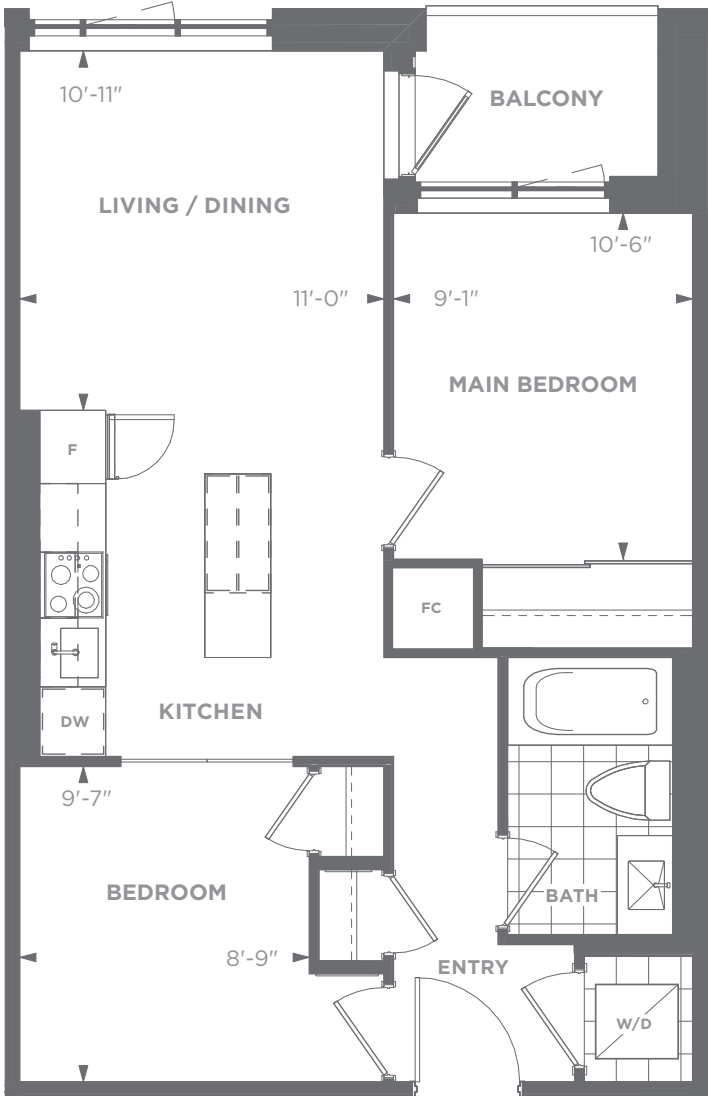 10'-11"
BALCONY
LIVING / DINING
10'-6"
11'-0"
9'-1"
MAIN BEDROOM
F
FC
KITCHEN
DW
9'-7"
BEDROOM
BATH
8'-9"
ENTRY
W/D